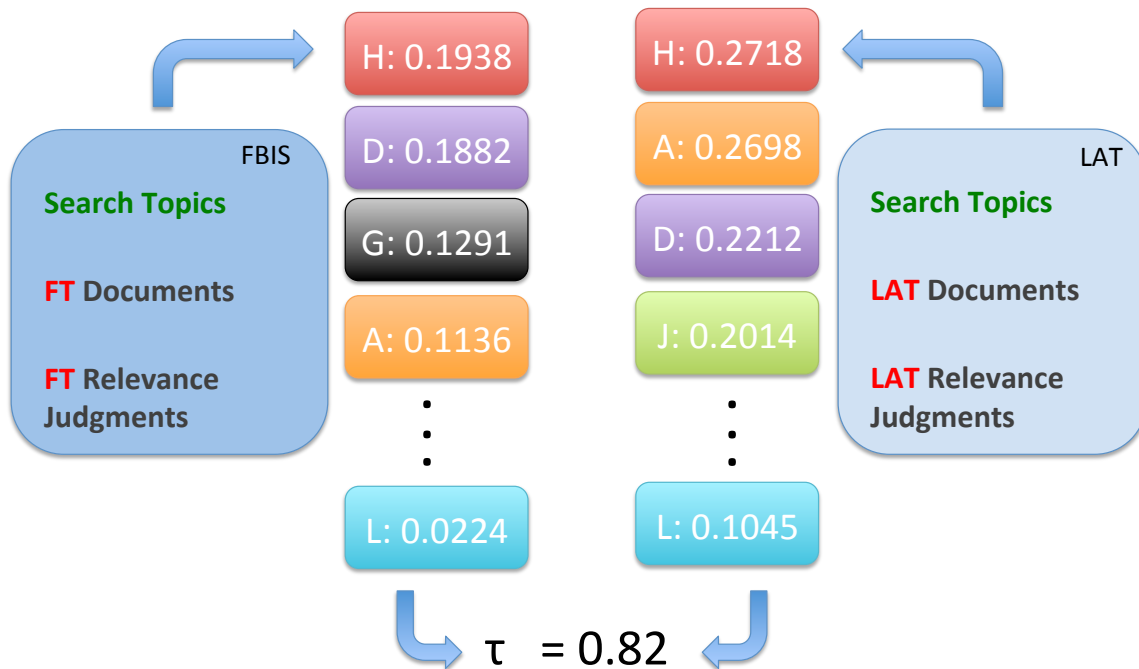 FBIS
Search Topics
FT Documents
FT Relevance
Judgments
H: 0.1938
D: 0.1882
G: 0.1291
A: 0.1136
L: 0.0224
H: 0.2718
A: 0.2698
D: 0.2212
J: 0.2014
L: 0.1045
LAT
Search Topics
LAT Documents
LAT Relevance
Judgments
τ = 0.82